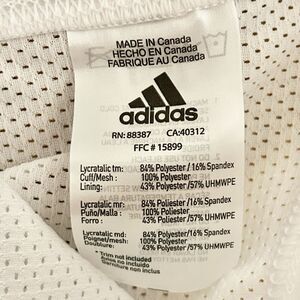 MADE IN CANADA
HECHO EN CANADA
FABRIQUE AU CANADA
adidas
RN: 88387 CA:40312
FFC # 15899
Lycratalic tm: 84% Polyester / 16% Spandex
Cuff/Mesh : 100% Polyester
Lining: 43% Polyester/57% UHMWPE
Lycratalic mr: 84% Polyester/16% Spandex
Puño/Malla : 100% Polyester
Forro : 43% Polyester/57% UHMWPE
Lycratalic md: 84% Polyester/16% Spandex
Poignet/mesh: 100% Polyester
Doublure: 43% Polyester/57% UHMWPE
* Trim not included
Garniture non inclus